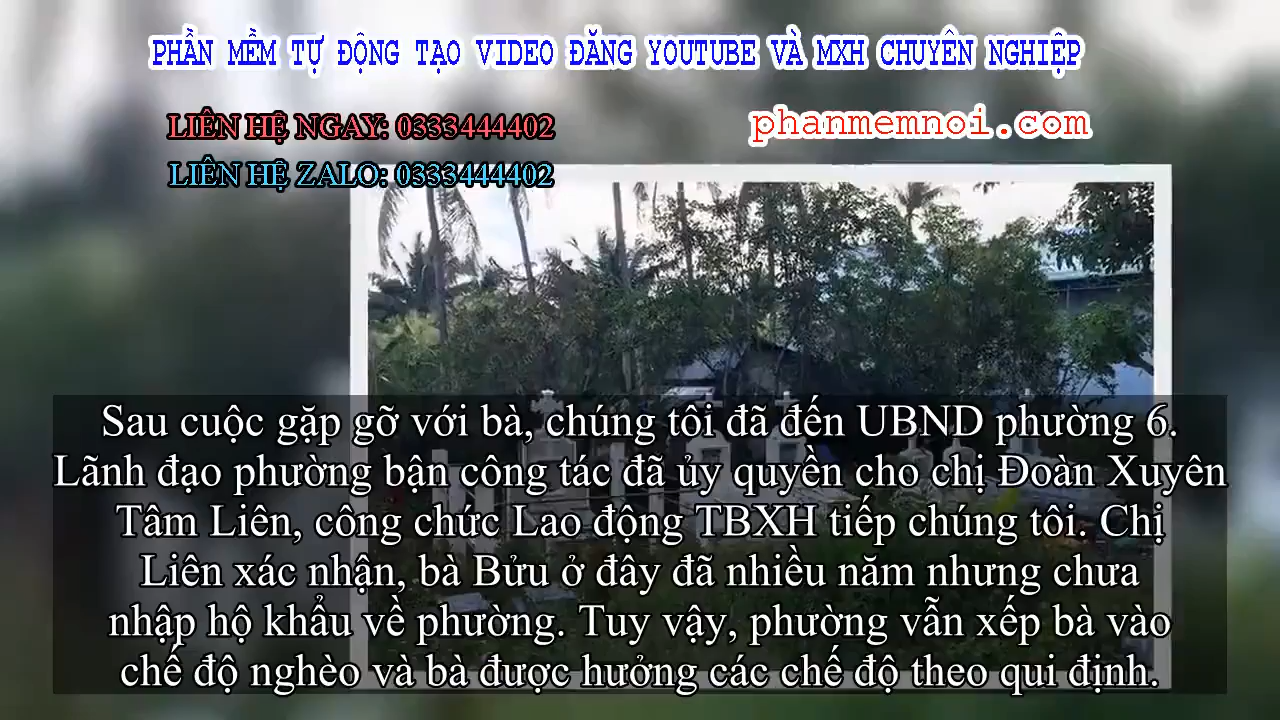 PHẦN MỀM TỰ ĐỘNG TẠO VIDEO ĐĂNG YOUTUBE VÀ MXH CHUYÊN NGHIỆP
LIÊN HỆ NGAY: 0333444402
phanmemnoi.com
LIÊN HỆ ZALO: 0333444402
Sau cuộc gặp gỡ với bà, chúng tôi đã đến UBND phường 6.
Lãnh đạo phường bận công tác đã ủy quyền cho chị Đoàn Xuyên
Tâm Liên, công chức Lao động TBXH tiếp chúng tôi. Chị
Liên xác nhận, bà Bửu ở đây đã nhiều năm nhưng chưa
nhập hộ khẩu về phường. Tuy vậy, phường vẫn xếp bà vào
chế độ nghèo và bà được hưởng các chế độ theo qui định.